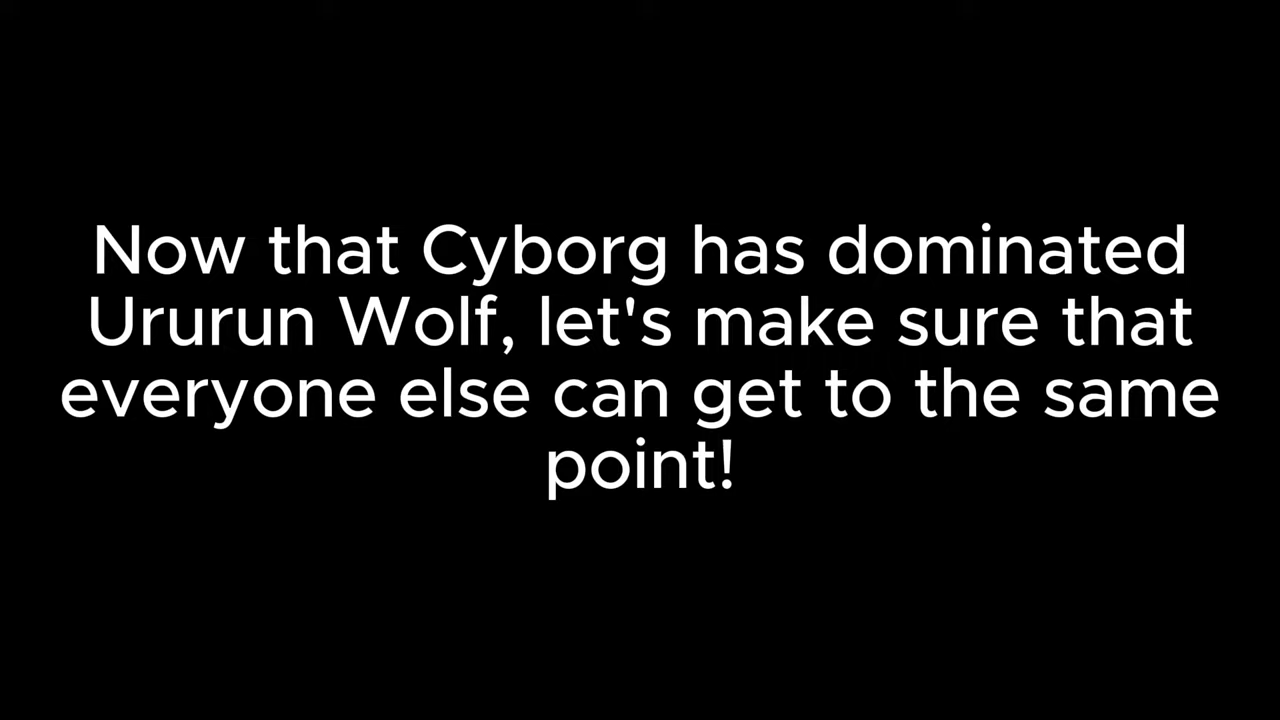 Now that Cyborg has dominated
Ururun Wolf, let's make sure that
everyone else can get to the same
point!